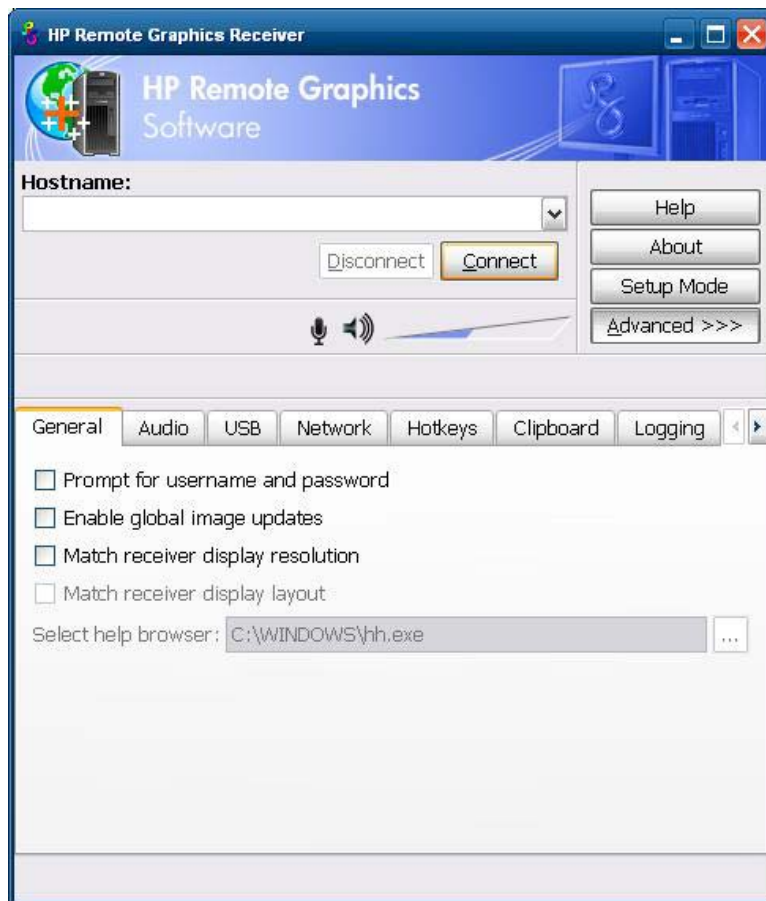 HP Remote Graphics Receiver
HP Remote Graphics
Software
Hostname:
Help
Disconnect Connect
About
Setup Mode
Advanced >>>
General Audio USB Network Hotkeys Clipboard Logging
Prompt for username and password
Enable global image updates
Match receiver display resolution
Match receiver display layout
Select help browser: C:\WINDOWS\hh.exe ...